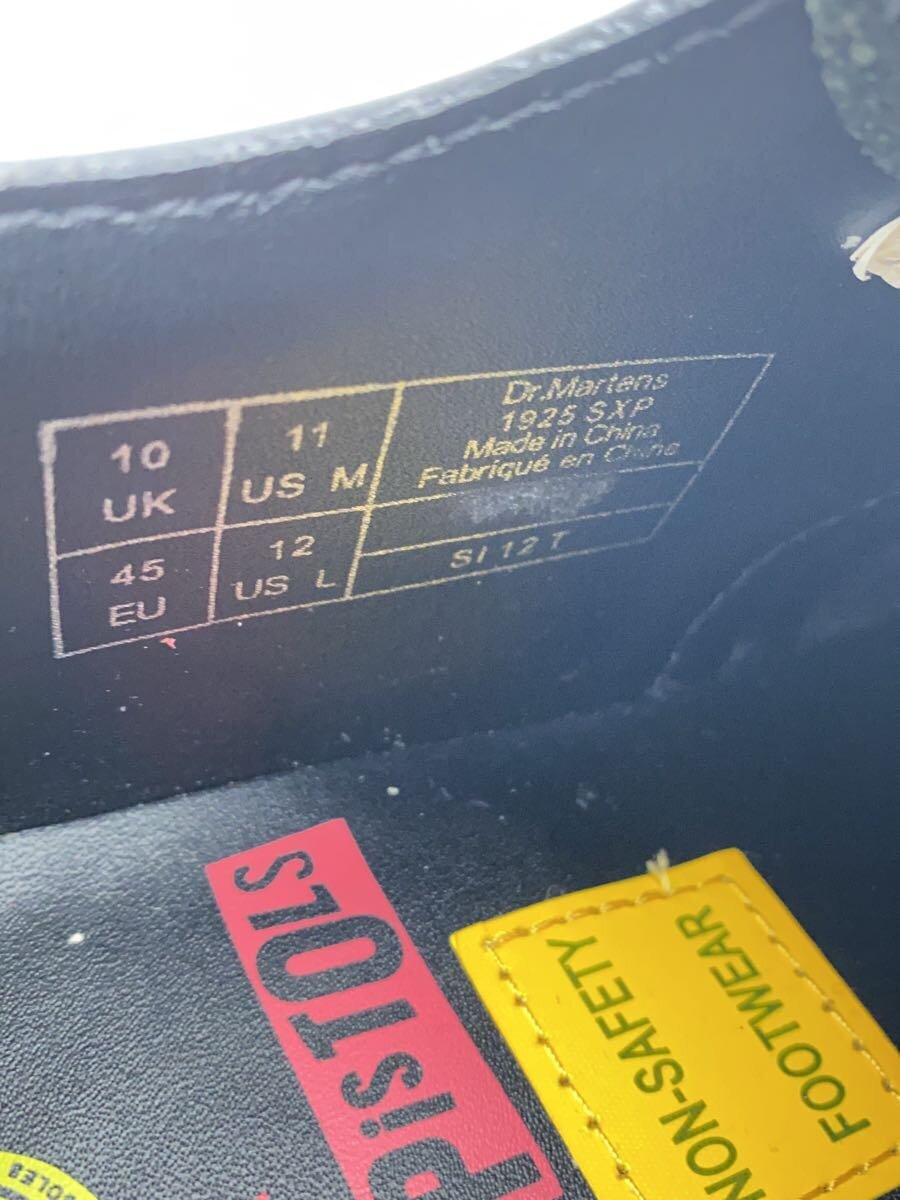 10
UK
11
US M
Dr.Martens
1925 SXP
Made in China
Fabriqué en Chine
45
EU
12
US L
SI 12 T
PisTOLs
NON-SAFETY
FOOTWEAR
SOLES